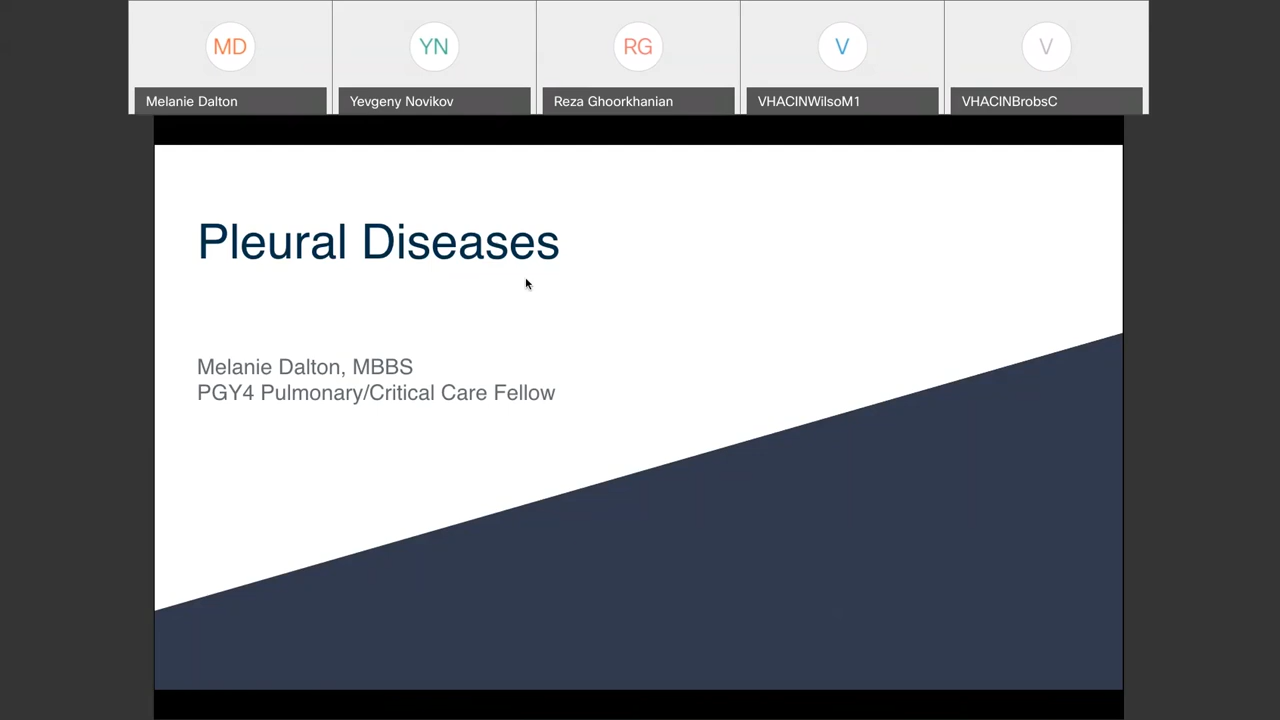 MD
YN
RG
V
V
Melanie Dalton
Yevgeny Novikov
Reza Ghoorkhanian
VHACINWilsoM1
VHACINBrobsC
Pleural Diseases
Melanie Dalton, MBBS
PGY4 Pulmonary/Critical Care Fellow